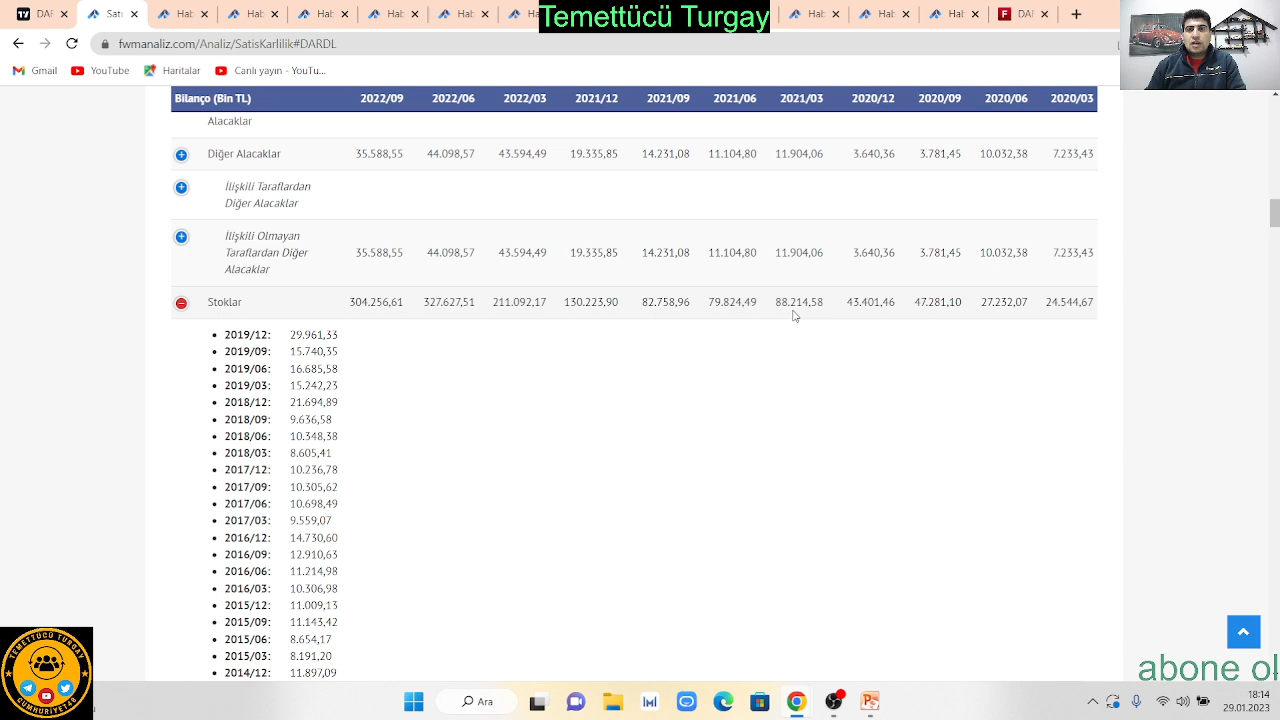 Temettücü Turgay
Satı
Hal
Hal
Hal
DAI
fwmanaliz.com/Analiz/SatisKarlilik#DARDL
Gmail YouTube Haritalar Canlı yayın - YouTu...
Bilanço (Bin TL) 2022/09 2022/06 2022/03 2021/12 2021/09 2021/06 2021/03 2020/12 2020/09 2020/06 2020/03
Alacaklar
Diğer Alacaklar 35.588,55 44.098,57 43.594,49 19.335,85 14.231,08 11.104,80 11.904,06 3.640,36 3.781,45 10.032,38 7.233,43
İlişkili Taraflardan
Diğer Alacaklar
İlişkili Olmayan
Taraflardan Diğer 35.588,55 44.098,57 43.594,49 19.335,85 14.231,08 11.104,80 11.904,06 3.640,36 3.781,45 10.032,38 7.233,43
Alacaklar
Stoklar 304.256,61 327.627,51 211.092,17 130.223,90 82.758,96 79.824,49 88.214,58 43.401,46 47.281,10 27.232,07 24.544,67
2019/12: 29.961,33
2019/09: 15.740,35
2019/06: 16.685,58
2019/03: 15.242,23
2018/12: 21.694,89
2018/09: 9.636,58
2018/06: 10.348,38
2018/03: 8.605,41
2017/12: 10.236,78
2017/09: 10.305,62
2017/06: 10.698,49
2017/03: 9.559,07
2016/12: 14.730,60
2016/09: 12.910,63
2016/06: 11.214,98
2016/03: 10.306,98
2015/12: 11.009,13
2015/09: 11.143,42
2015/06: 8.654,17
2015/03: 8.191,20
2014/12: 11.897,09
TEMETTÜCÜ TURGAY
CUMHURİYET46
abone ol
Ara
18:14
29.01.2023